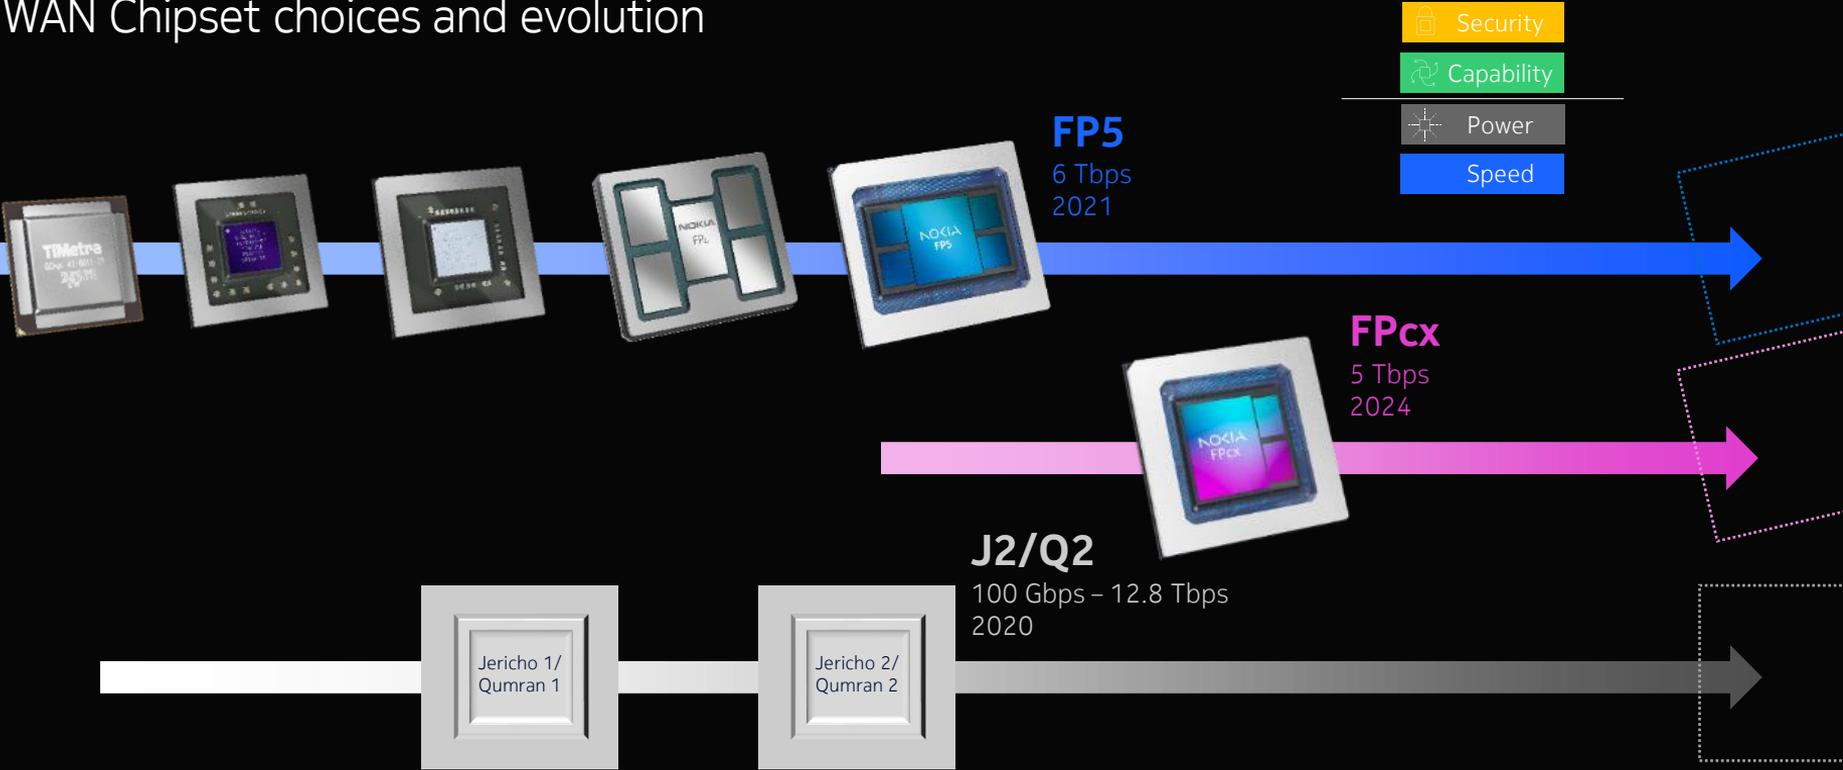 WAN Chipset choices and evolution
Security
Capability
Power
Speed
FP5
6 Tbps
2021
TiMetra
NOKIA
FP4
NOKIA
FP5
FPcx
5 Tbps
2024
NOKIA
FPcx
J2/Q2
100 Gbps – 12.8 Tbps
2020
Jericho 1/
Qumran 1
Jericho 2/
Qumran 2